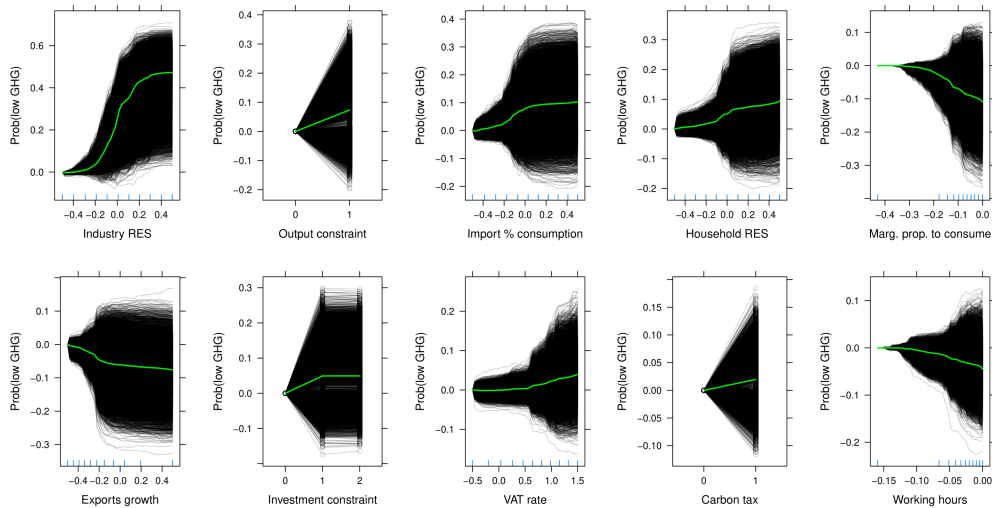 Prob(low GHG)
0.6
0.4
0.2
0.0
−0.4 −0.2 0.0 0.2 0.4
Industry RES
Prob(low GHG)
0.4
0.3
0.2
0.1
0.0
−0.1
−0.2
0 1
Output constraint
Prob(low GHG)
0.4
0.3
0.2
0.1
0.0
−0.1
−0.2
−0.4 −0.2 0.0 0.2 0.4
Import % consumption
Prob(low GHG)
0.3
0.2
0.1
0.0
−0.1
−0.2
−0.4 −0.2 0.0 0.2 0.4
Household RES
Prob(low GHG)
0.1
0.0
−0.1
−0.2
−0.3
−0.4 −0.3 −0.2 −0.1 0.0
Marg. prop. to consume
Prob(low GHG)
0.1
0.0
−0.1
−0.2
−0.3
−0.4 −0.2 0.0 0.2 0.4
Exports growth
Prob(low GHG)
0.3
0.2
0.1
0.0
−0.1
0 1 2
Investment constraint
Prob(low GHG)
0.2
0.1
0.0
−0.1
−0.5 0.0 0.5 1.0 1.5
VAT rate
Prob(low GHG)
0.15
0.10
0.05
0.00
−0.05
−0.10
0 1
Carbon tax
Prob(low GHG)
0.1
0.0
−0.1
−0.2
−0.15 −0.10 −0.05 0.00
Working hours